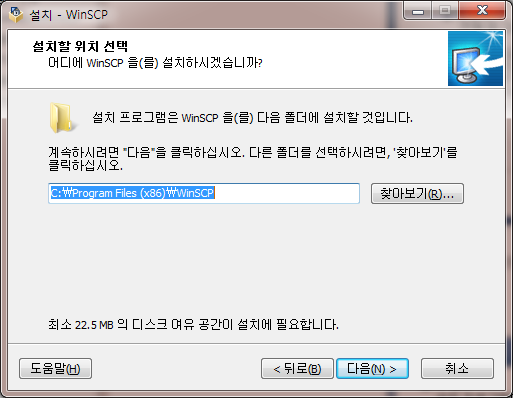 설치 - WinSCP
설치할 위치 선택
어디에 WinSCP 을(를) 설치하시겠습니까?
설치 프로그램은 WinSCP 을(를) 다음 폴더에 설치할 것입니다.
계속하시려면 "다음"을 클릭하십시오. 다른 폴더를 선택하시려면, '찾아보기'를
클릭하십시오.
C:₩Program Files (x86)₩WinSCP
찾아보기(R)...
최소 22.5 MB 의 디스크 여유 공간이 설치에 필요합니다.
도움말(H)
< 뒤로(B)
다음(N) >
취소